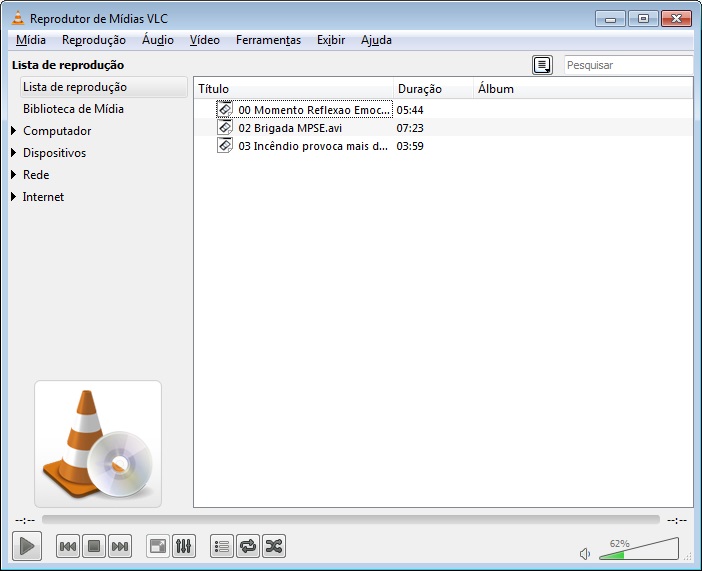 Reprodutor de Mídias VLC
Mídia Reprodução Áudio Vídeo Ferramentas Exibir Ajuda
Lista de reprodução
Pesquisar
Lista de reprodução
Biblioteca de Mídia
Computador
Dispositivos
Rede
Internet
Título Duração Álbum
00 Momento Reflexao Emoc... 05:44
02 Brigada MPSE.avi 07:23
03 Incêndio provoca mais d... 03:59
--:-- --:--
62%